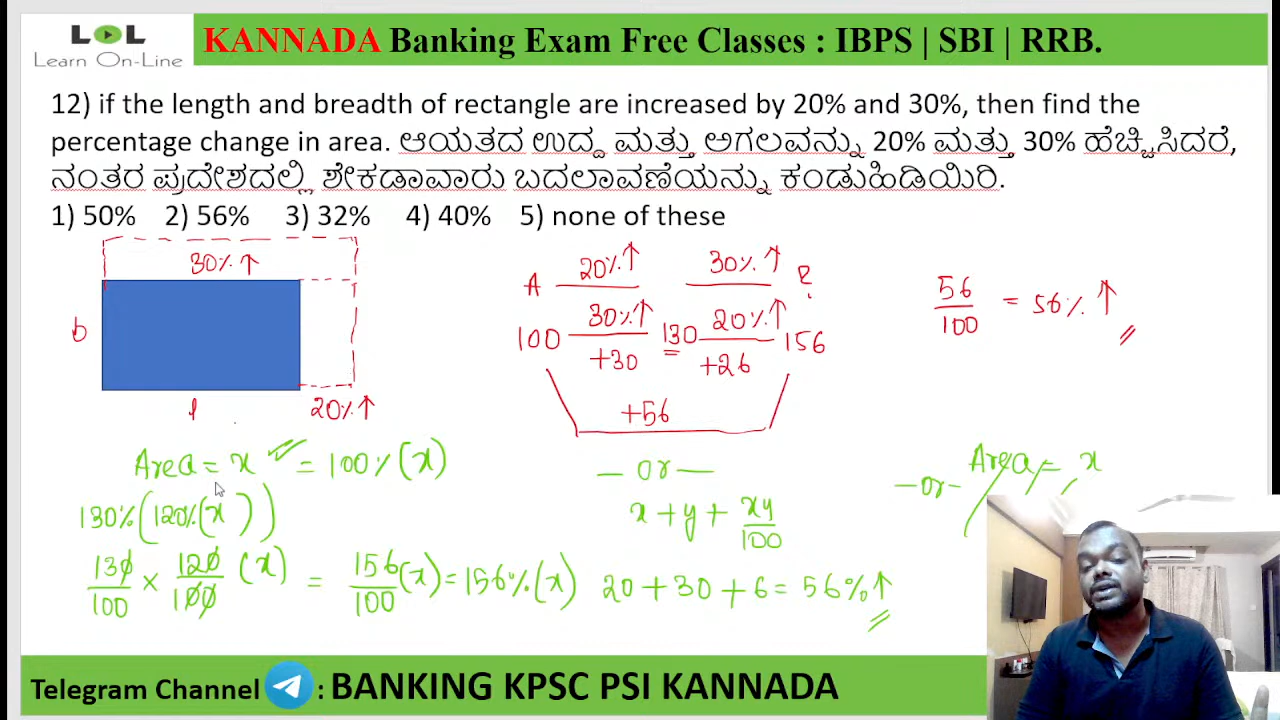 LOL
Learn On-Line
KANNADA Banking Exam Free Classes : IBPS | SBI | RRB.
12) if the length and breadth of rectangle are increased by 20% and 30%, then find the
percentage change in area. ಆಯತದ ಉದ್ದ ಮತ್ತು ಅಗಲವನ್ನು 20% ಮತ್ತು 30% ಹೆಚ್ಚಿಸಿದರೆ,
ನಂತರ ಪ್ರದೇಶದಲ್ಲಿ ಶೇಕಡಾವಾರು ಬದಲಾವಣೆಯನ್ನು ಕಂಡುಹಿಡಿಯಿರಿ.
1) 50% 2) 56% 3) 32% 4) 40% 5) none of these
30% ↑
b
l
20% ↑
A 20% ↑ 30% ↑ ?
100 30% ↑ 130 20% ↑ 156
+30 +26
+56
56/100 = 56% ↑
Area = x = 100% (x)
130% (120% (x))
130/100 × 120/100 (x) = 156/100 (x) = 156% (x)
- or -
x + y + xy/100
20 + 30 + 6 = 56% ↑
- or -
Area = x
Telegram Channel : BANKING KPSC PSI KANNADA